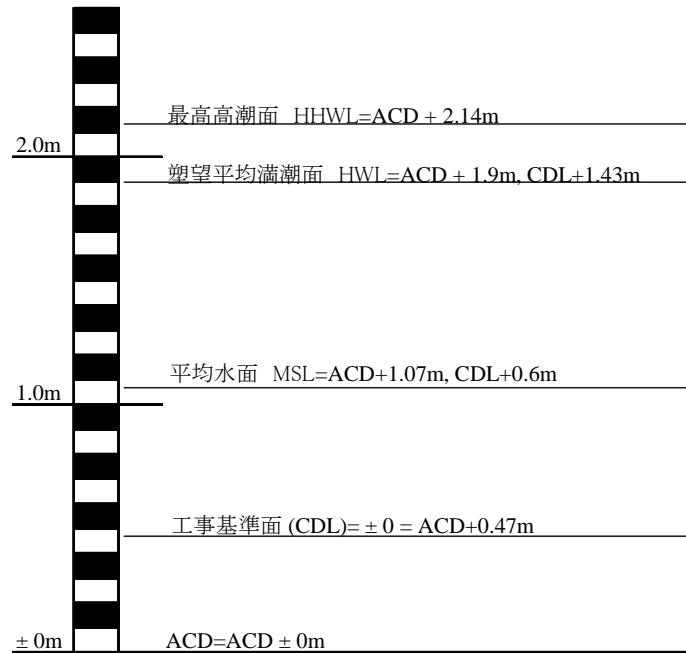 最高高潮面 HHWL=ACD + 2.14m
2.0m
塑望平均満潮面 HWL=ACD + 1.9m, CDL+1.43m
平均水面 MSL=ACD+1.07m, CDL+0.6m
1.0m
工事基準面 (CDL)= ± 0 = ACD+0.47m
± 0m ACD=ACD ± 0m